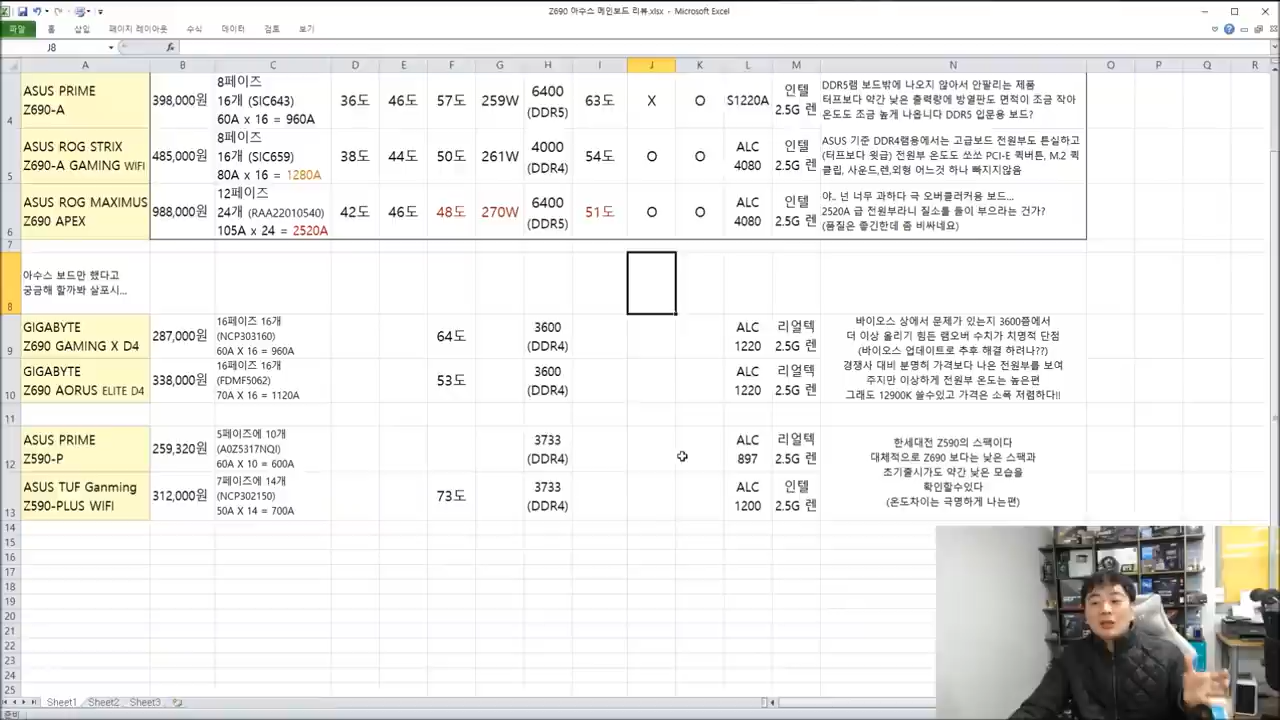 Z690 아수스 메인보드 리뷰.xlsx - Microsoft Excel
파일 홈 삽입 페이지 레이아웃 수식 데이터 검토 보기
J8 fx
A B C D E F G H I J K L M N O P Q R
ASUS PRIME
Z690-A
398,000원
8페이즈
16개 (SIC643)
60A x 16 = 960A
36도 46도 57도 259W
6400
(DDR5)
63도 X O S1220A
인텔
2.5G 렌
DDR5램 보드밖에 나오지 않아서 안팔리는 제품
터프보다 약간 낮은 출력량에 방열판도 면적이 조금 작아
온도도 조금 높게 나옵니다 DDR5 입문용 보드?
4
ASUS ROG STRIX
Z690-A GAMING WIFI
485,000원
8페이즈
16개 (SIC659)
80A x 16 = 1280A
38도 44도 50도 261W
4000
(DDR4)
54도 O O
ALC
4080
인텔
2.5G 렌
ASUS 기준 DDR4램용에서는 고급보드 전원부도 튼실하고
(터프보다 윗급) 전원부 온도도 쏘쏘 PCI-E 퀵버튼, M.2 퀵
클립, 사운드,렌,외형 어느것 하나 빠지지않음
5
ASUS ROG MAXIMUS
Z690 APEX
988,000원
12페이즈
24개 (RAA22010540)
105A x 24 = 2520A
42도 46도 48도 270W
6400
(DDR5)
51도 O O
ALC
4080
인텔
2.5G 렌
야.. 넌 너무 과하다 극 오버클러커용 보드...
2520A 급 전원부라니 질소를 들이 부으라는 건가?
(품질은 좋긴한데 좀 비싸네요)
6
7
아수스 보드만 했다고
궁금해 할까봐 살포시...
8
GIGABYTE
Z690 GAMING X D4
287,000원
16페이즈 16개
(NCP303160)
60A X 16 = 960A
64도
3600
(DDR4)
ALC
1220
리얼텍
2.5G 렌
바이오스 상에서 문제가 있는지 3600쯤에서
더 이상 올리기 힘든 램오버 수치가 치명적 단점
(바이오스 업데이트로 추후 해결 하려나??)
9
GIGABYTE
Z690 AORUS ELITE D4
338,000원
16페이즈 16개
(FDMF5062)
70A X 16 = 1120A
53도
3600
(DDR4)
ALC
1220
리얼텍
2.5G 렌
경쟁사 대비 분명히 가격보다 나은 전원부를 보여
주지만 이상하게 전원부 온도는 높은편
그래도 12900K 쓸수있고 가격은 소폭 저렴하다!!
10
11
ASUS PRIME
Z590-P
259,320원
5페이즈에 10개
(A0Z5317NQI)
60A X 10 = 600A
3733
(DDR4)
ALC
897
리얼텍
2.5G 렌
한세대전 Z590의 스팩이다
대체적으로 Z690 보다는 낮은 스팩과
초기출시가도 약간 낮은 모습을
12
ASUS TUF Ganming
Z590-PLUS WIFI
312,000원
7페이즈에 14개
(NCP302150)
50A X 14 = 700A
73도
3733
(DDR4)
ALC
1200
인텔
2.5G 렌
확인할수있다
(온도차이는 극명하게 나는편)
13
14
15
16
17
18
19
20
21
22
23
24
25
Sheet1 Sheet2 Sheet3
준비